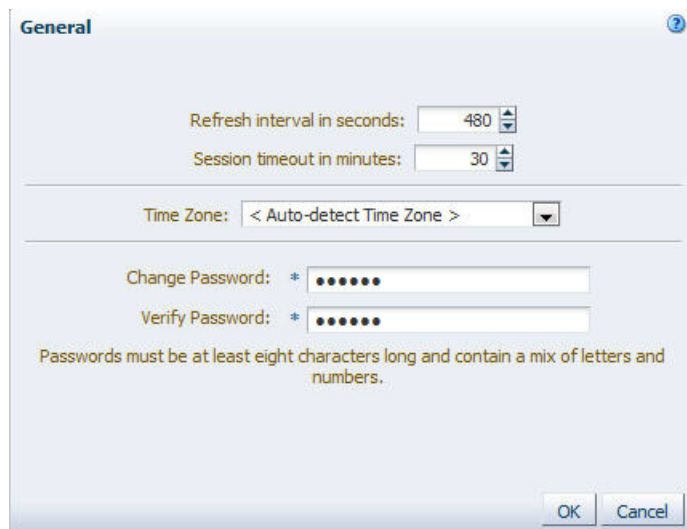 General
Refresh interval in seconds: 480
Session timeout in minutes: 30
Time Zone: < Auto-detect Time Zone >
Change Password: * ●●●●●●
Verify Password: * ●●●●●●
Passwords must be at least eight characters long and contain a mix of letters and
numbers.
OK Cancel